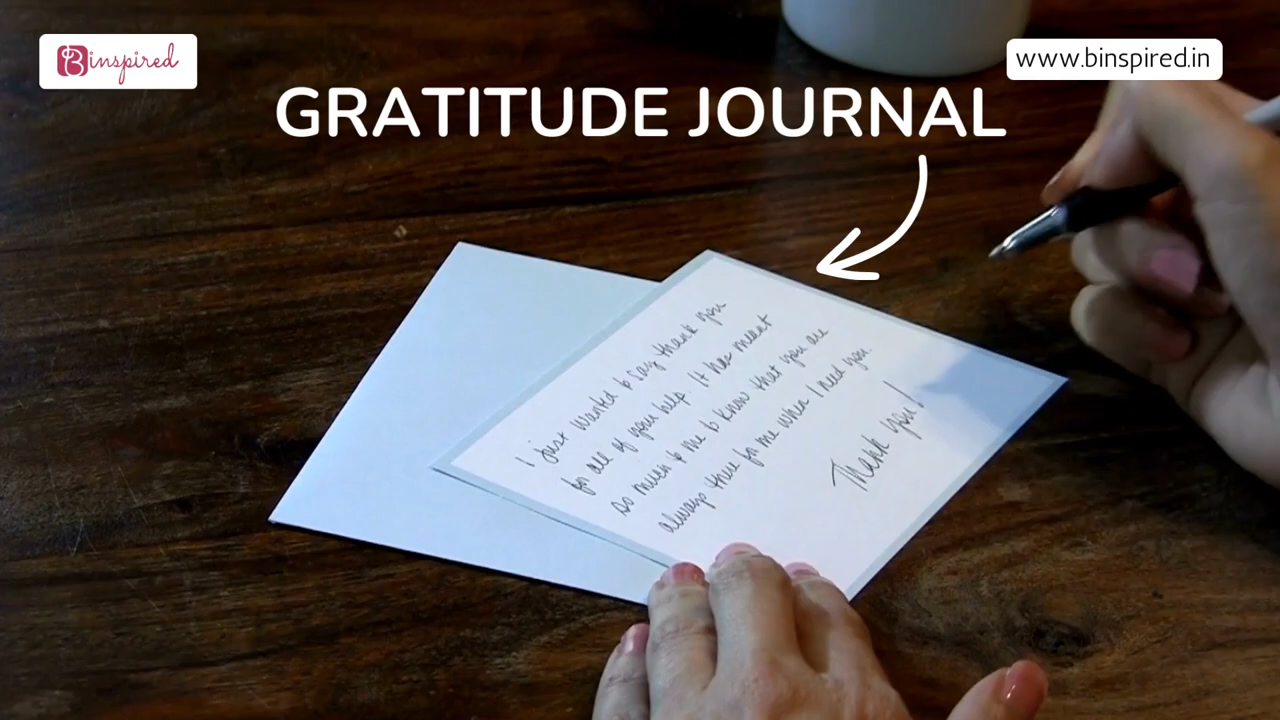 Binspired
www.binspired.in
GRATITUDE JOURNAL
I just wanted to say thank you
for all of your help. It has meant
so much to me to know that you are
always there for me when I need you.
Thank you!